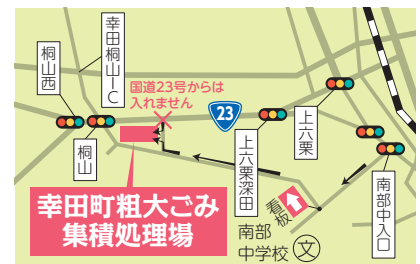 桐山西
幸田桐山IC
国道23号からは
入れません
23
桐山
上六栗深田
上六栗
南部中入口
幸田町粗大ごみ
集積処理場
看板
南部
中学校
文